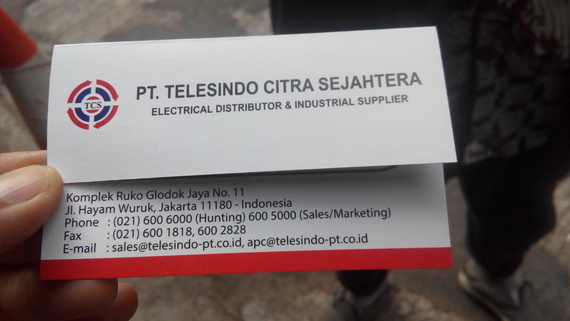 TCS
PT. TELESINDO CITRA SEJAHTERA
ELECTRICAL DISTRIBUTOR & INDUSTRIAL SUPPLIER
Komplek Ruko Glodok Jaya No. 11
Jl. Hayam Wuruk, Jakarta 11180 - Indonesia
Phone : (021) 600 6000 (Hunting) 600 5000 (Sales/Marketing)
Fax : (021) 600 1818, 600 2828
E-mail : sales@telesindo-pt.co.id, apc@telesindo-pt.co.id